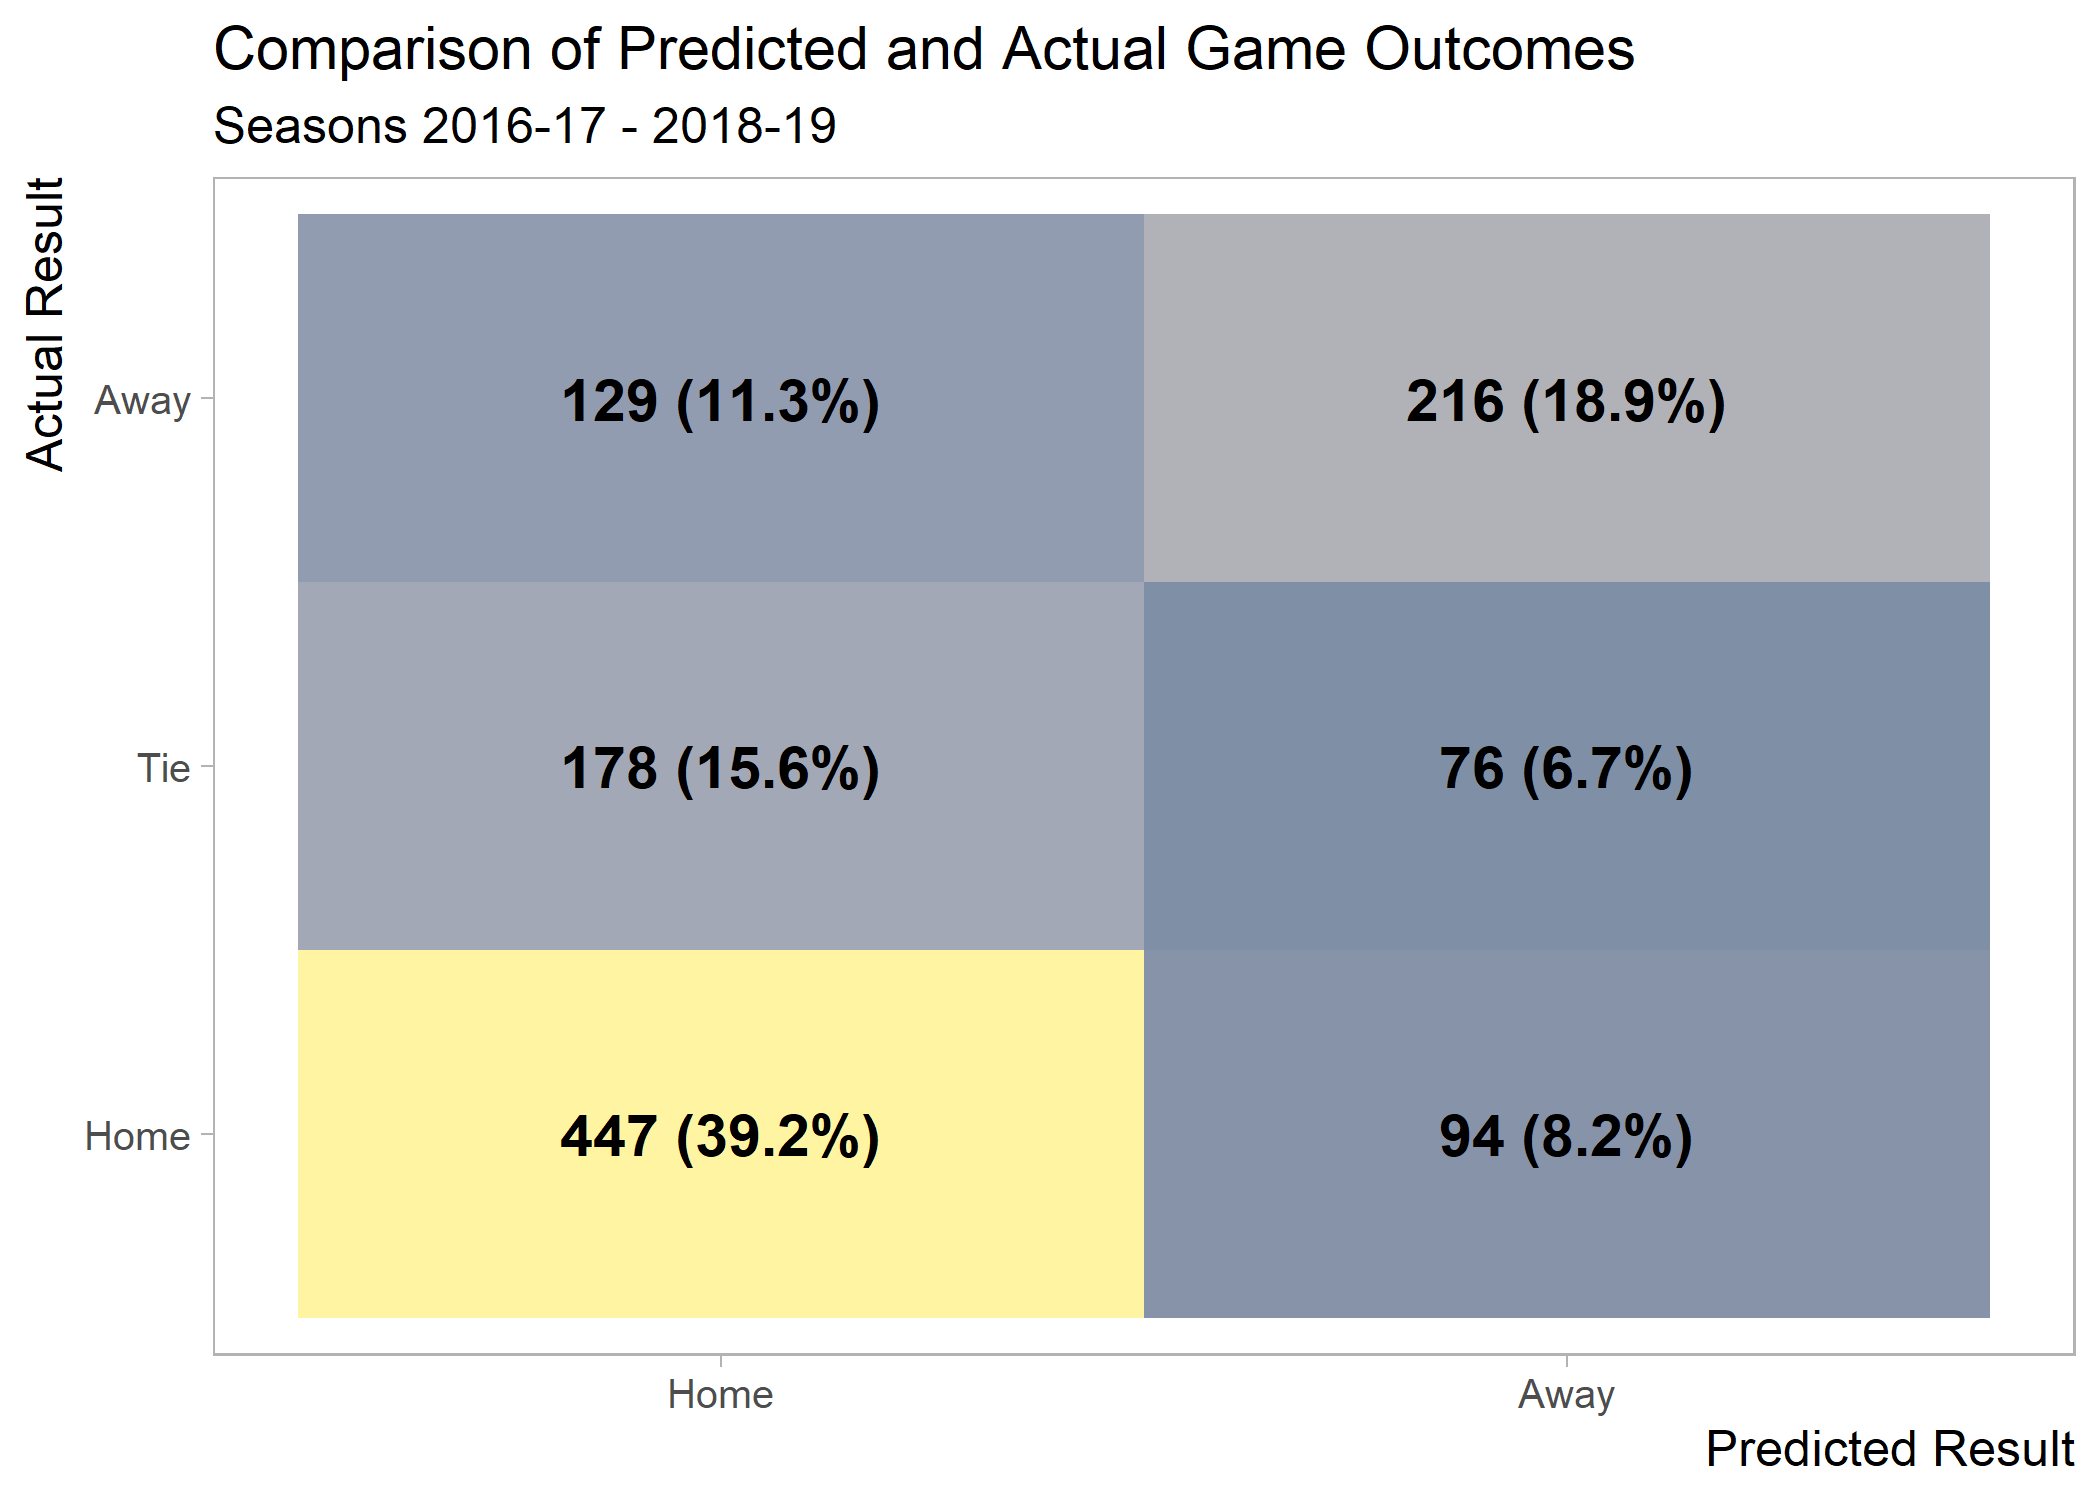 Comparison of Predicted and Actual Game Outcomes
Seasons 2016-17 - 2018-19
Actual Result
Away
129 (11.3%)
216 (18.9%)
Tie
178 (15.6%)
76 (6.7%)
Home
447 (39.2%)
94 (8.2%)
Home
Away
Predicted Result